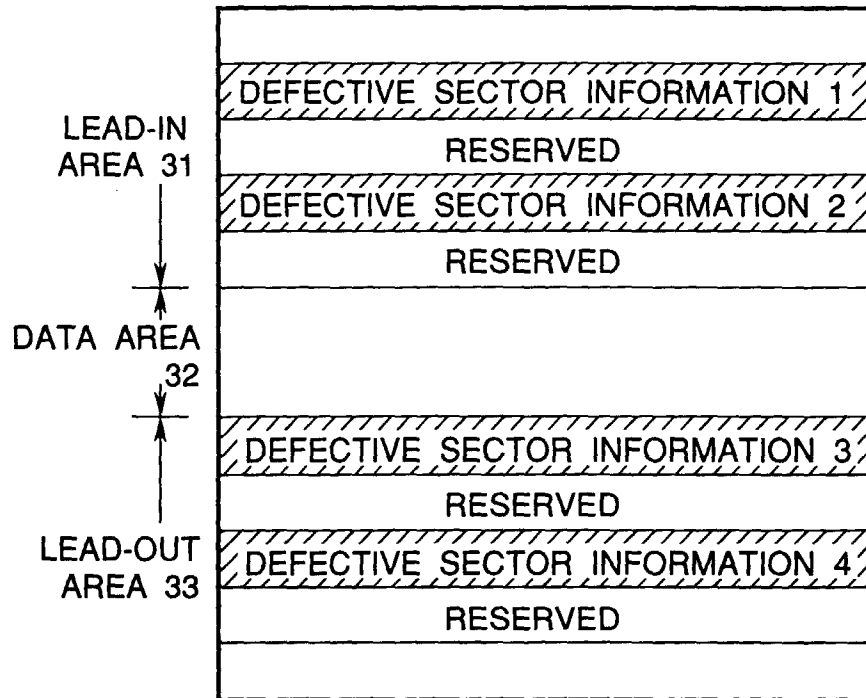 DEFECTIVE SECTOR INFORMATION 1
LEAD-IN
AREA 31
RESERVED
DEFECTIVE SECTOR INFORMATION 2
RESERVED
DATA AREA
32
DEFECTIVE SECTOR INFORMATION 3
RESERVED
LEAD-OUT
AREA 33
DEFECTIVE SECTOR INFORMATION 4
RESERVED